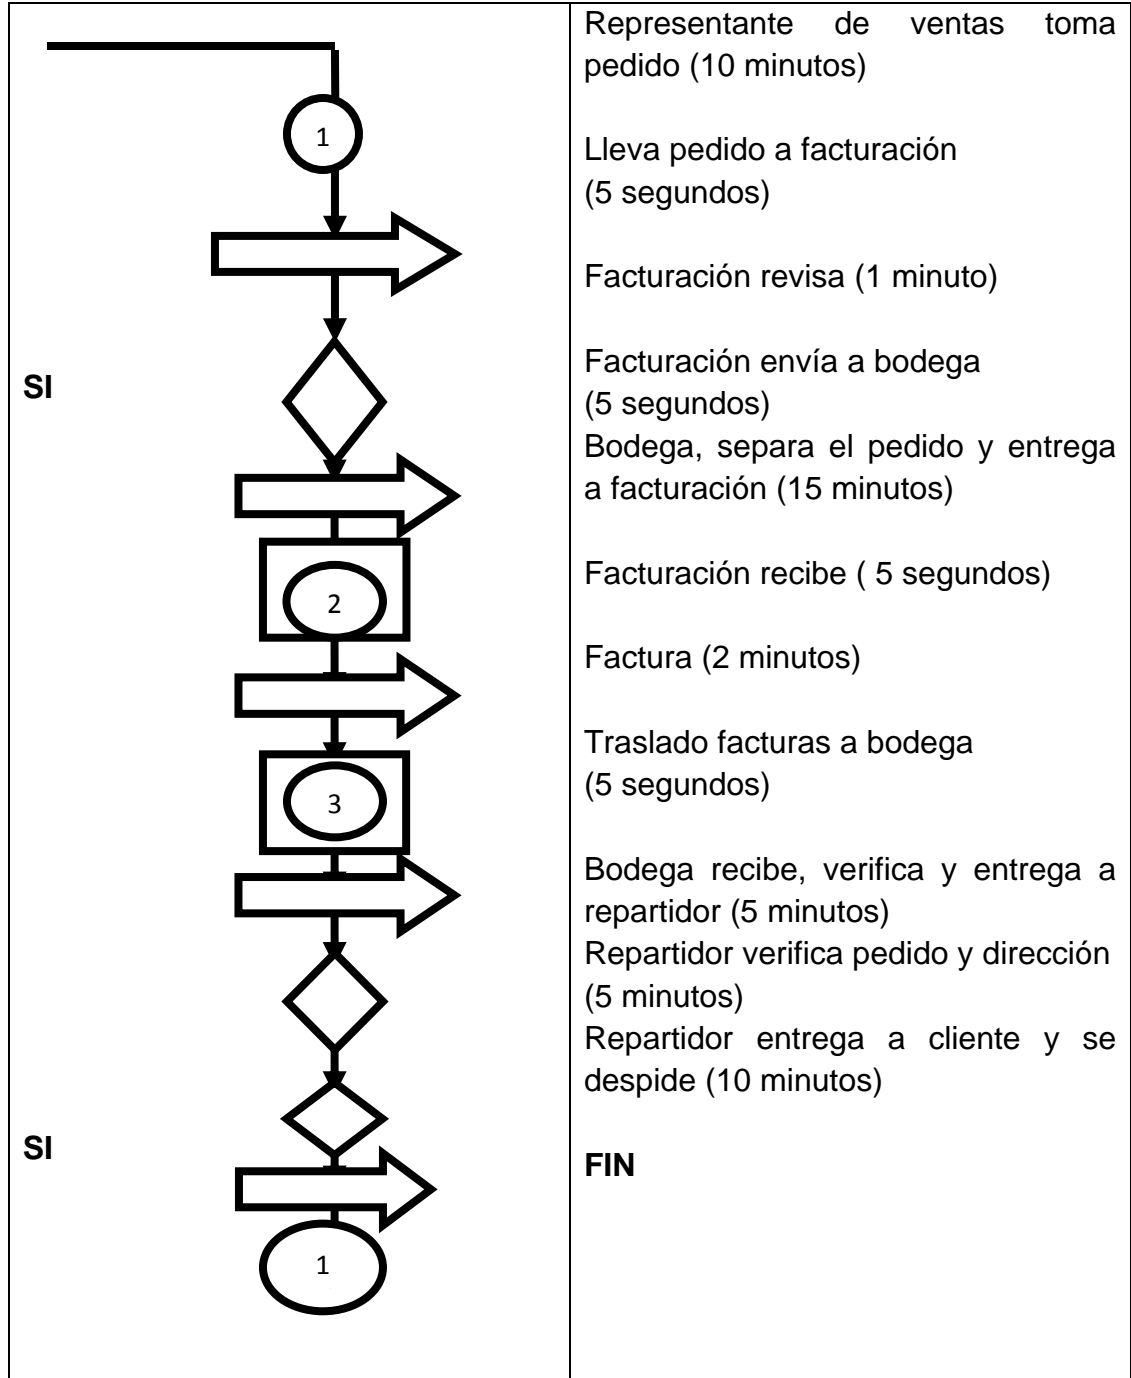 1
SI
2
3
SI
1
Representante de ventas toma
pedido (10 minutos)
Lleva pedido a facturación
(5 segundos)
Facturación revisa (1 minuto)
Facturación envía a bodega
(5 segundos)
Bodega, separa el pedido y entrega
a facturación (15 minutos)
Facturación recibe ( 5 segundos)
Factura (2 minutos)
Traslado facturas a bodega
(5 segundos)
Bodega recibe, verifica y entrega a
repartidor (5 minutos)
Repartidor verifica pedido y dirección
(5 minutos)
Repartidor entrega a cliente y se
despide (10 minutos)
FIN